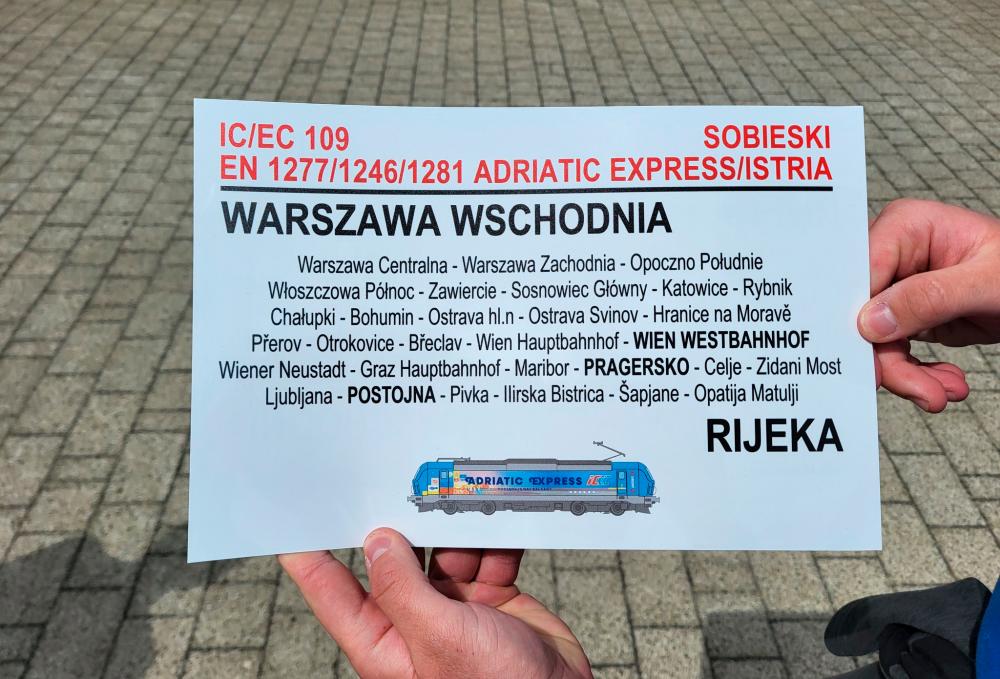 IC/EC 109 SOBIESKI
EN 1277/1246/1281 ADRIATIC EXPRESS/ISTRIA
WARSZAWA WSCHODNIA
Warszawa Centralna - Warszawa Zachodnia - Opoczno Południe
Włoszczowa Północ - Zawiercie - Sosnowiec Główny - Katowice - Rybnik
Chałupki - Bohumin - Ostrava hl.n - Ostrava Svinov - Hranice na Moravě
Přerov - Otrokovice - Břeclav - Wien Hauptbahnhof - WIEN WESTBAHNHOF
Wiener Neustadt - Graz Hauptbahnhof - Maribor - PRAGERSKO - Celje - Zidani Most
Ljubljana - POSTOJNA - Pivka - Ilirska Bistrica - Šapjane - Opatija Matulji
RIJEKA
ADRIATIC EXPRESS IC